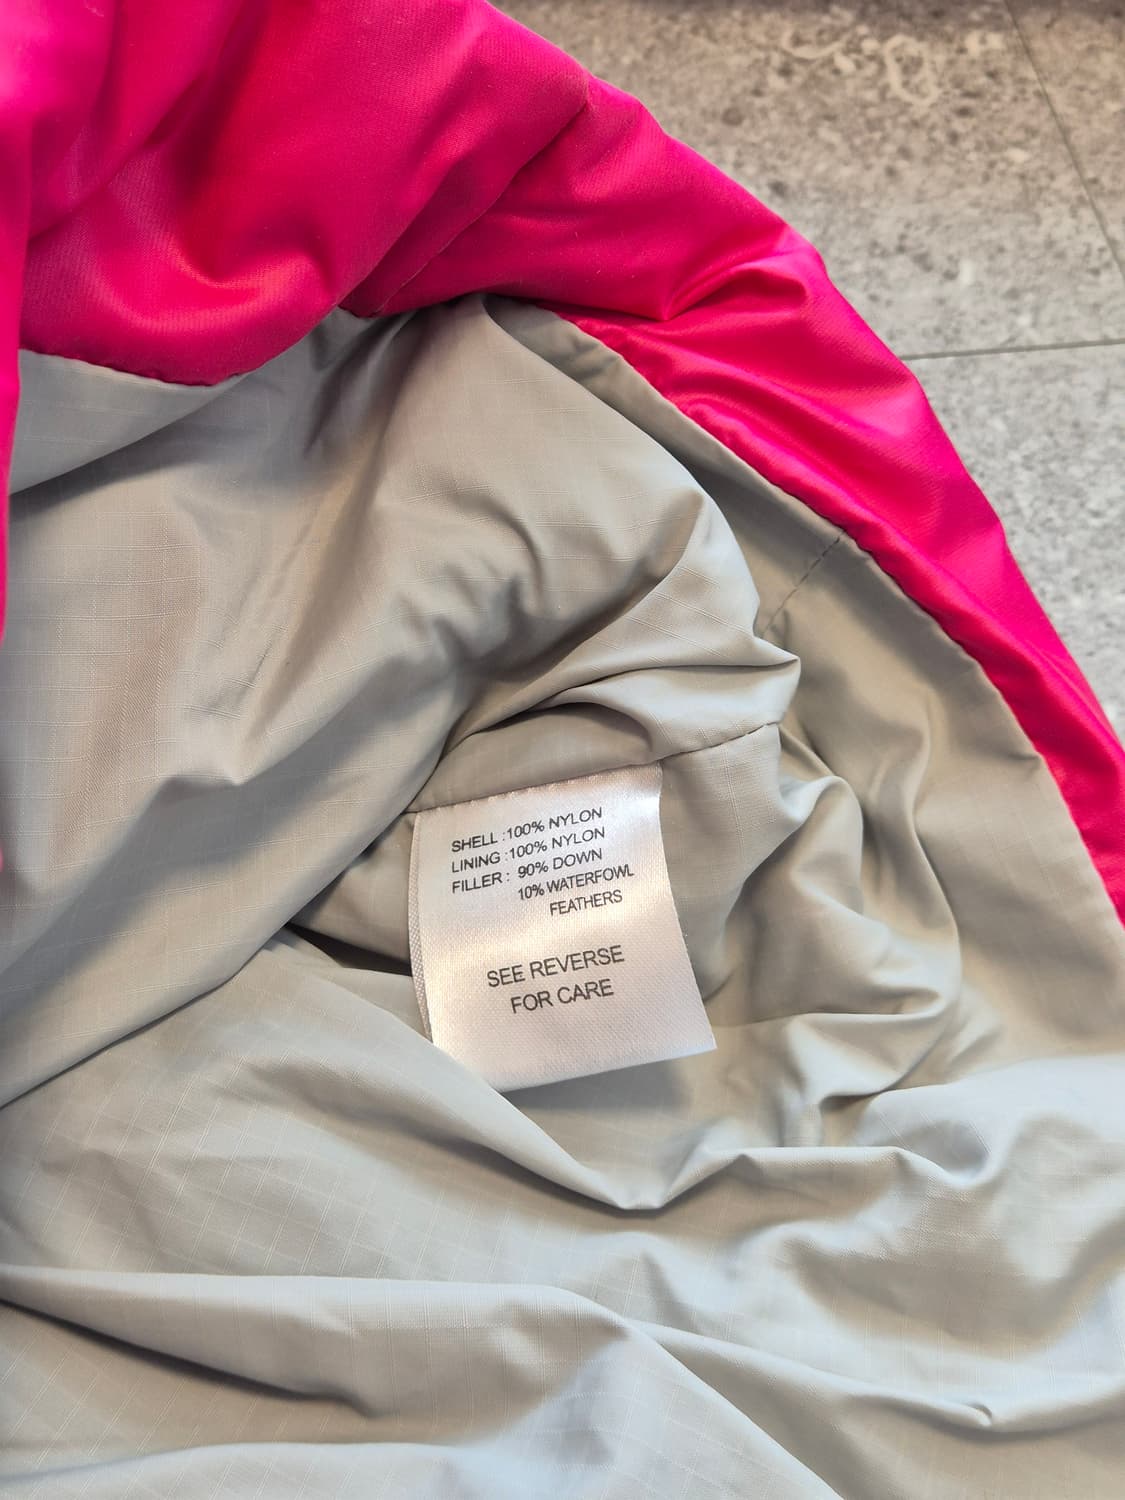 SHELL :100% NYLON
LINING :100% NYLON
FILLER : 90% DOWN
10% WATERFOWL
FEATHERS
SEE REVERSE
FOR CARE